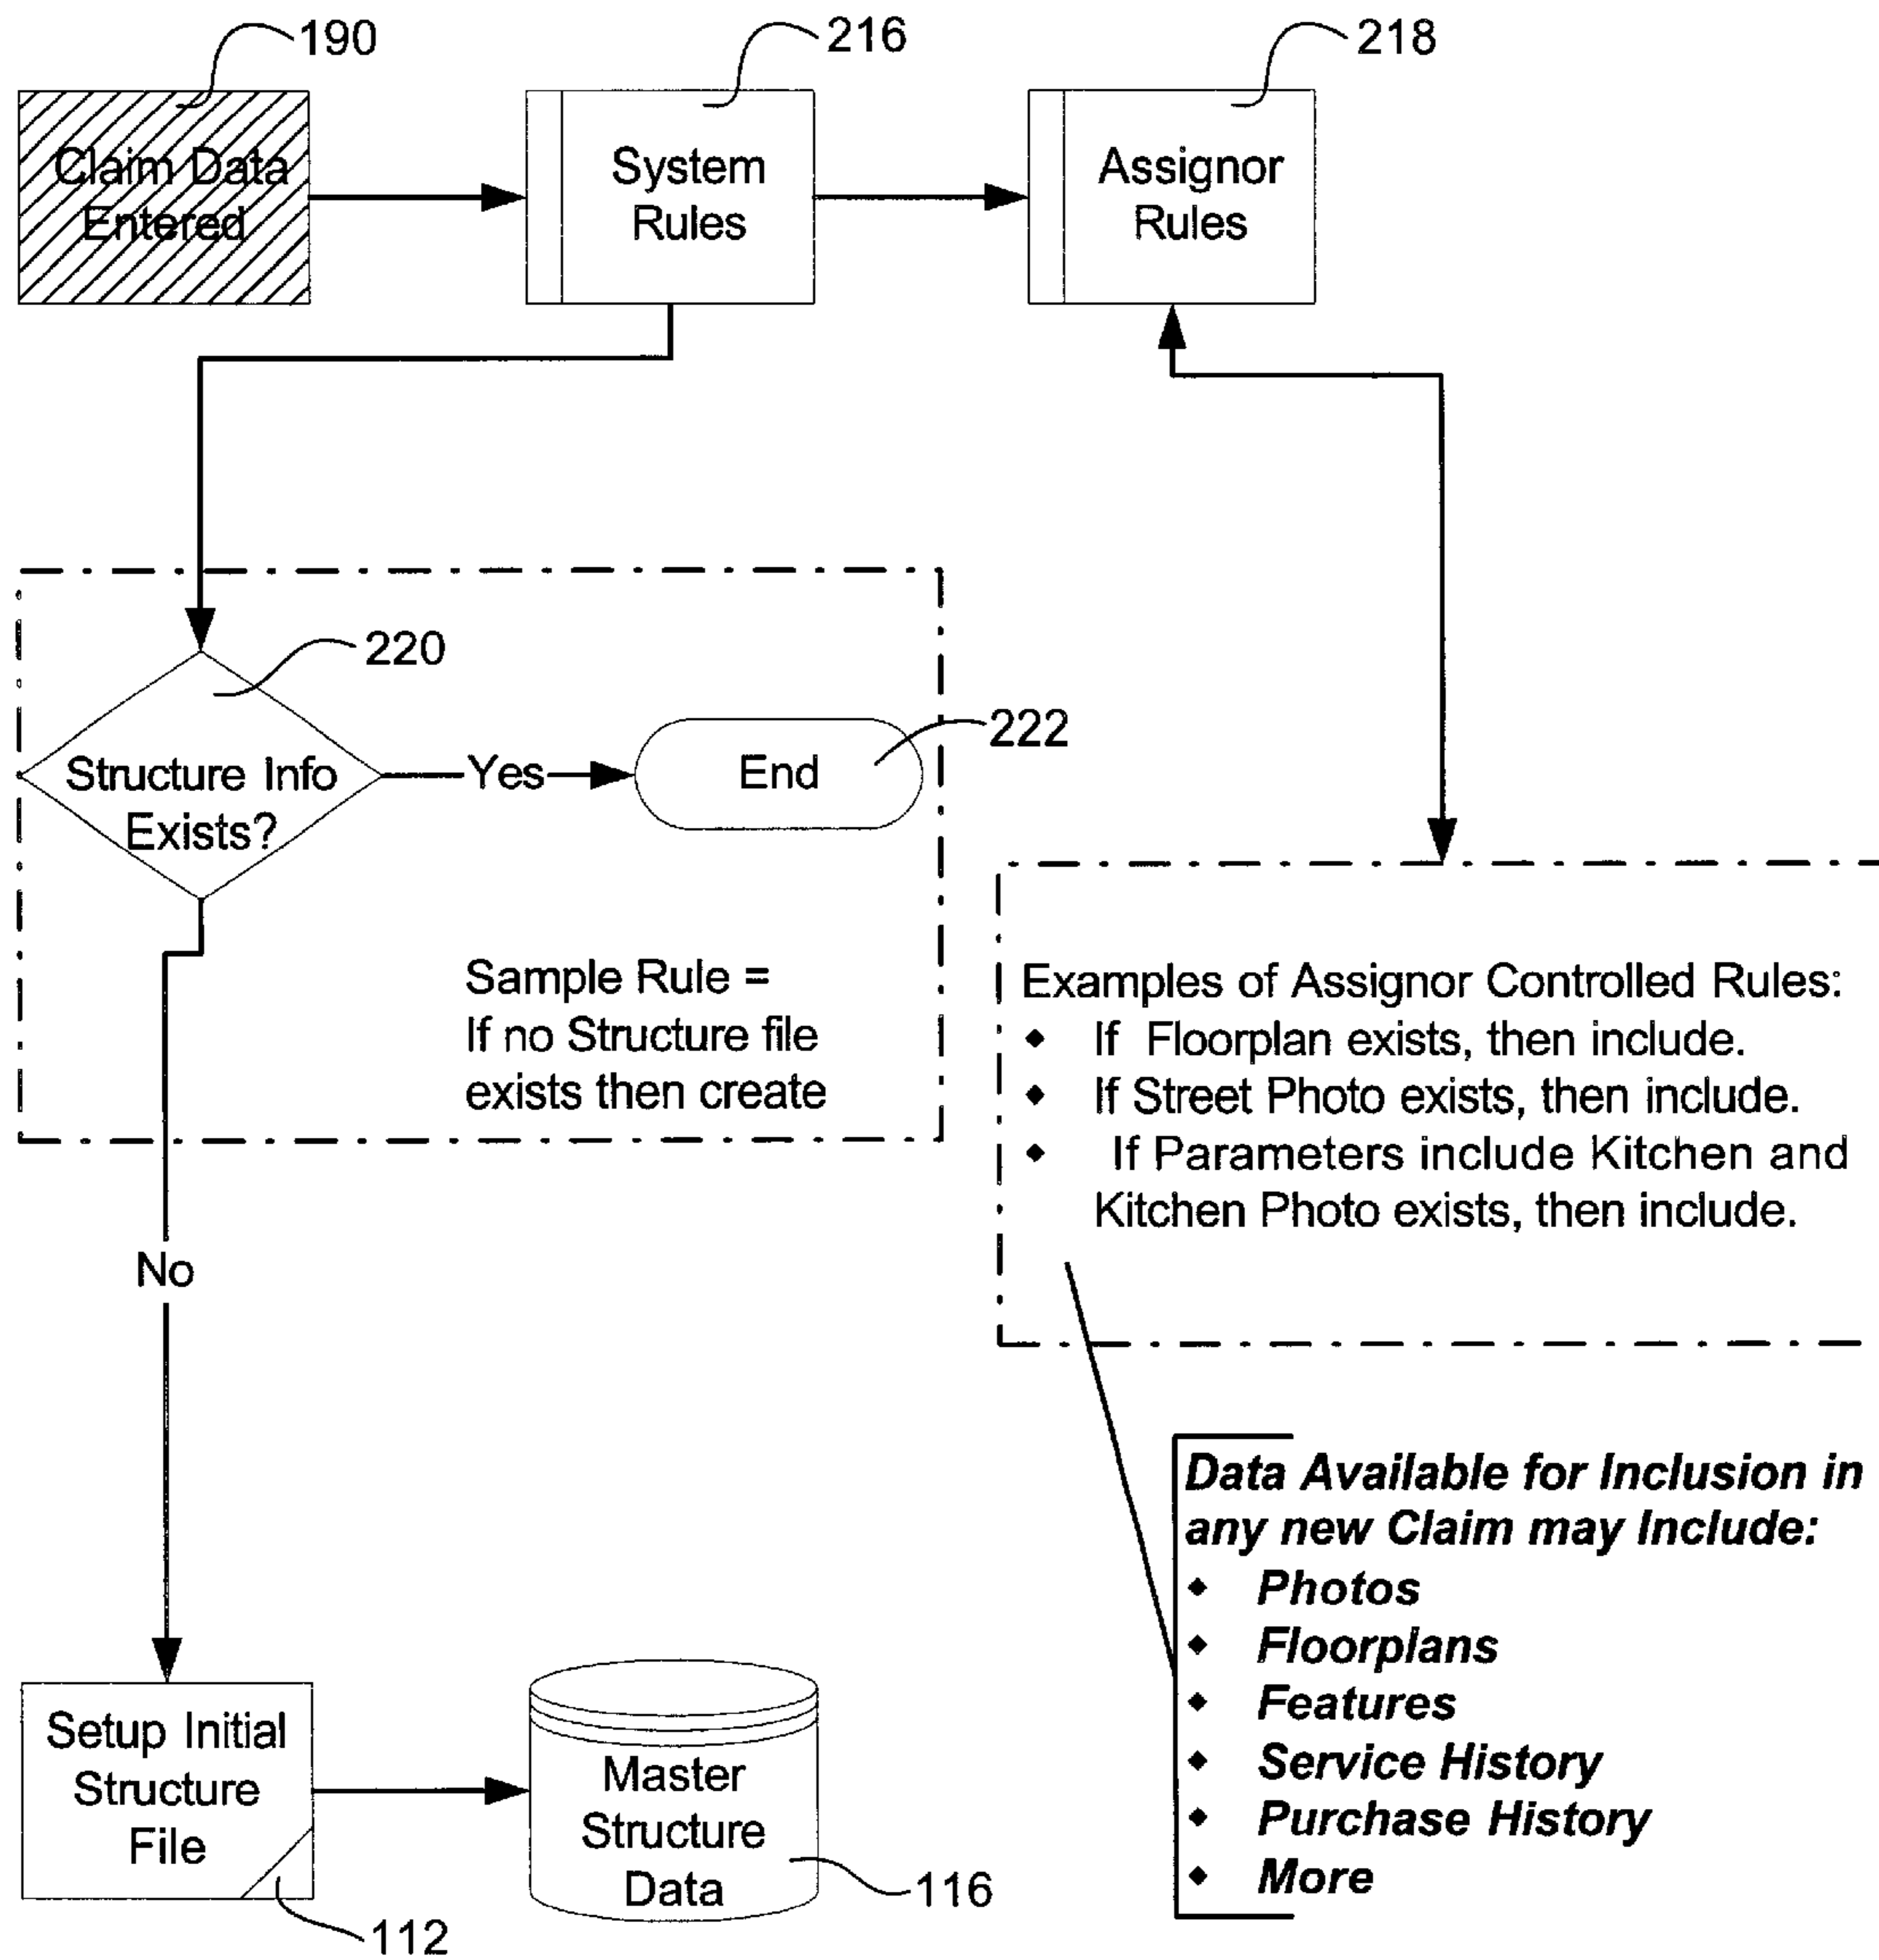 190
216
218
Claim Data
Entered
System
Rules
Assignor
Rules
220
Structure Info
Exists?
Yes
End
222
Sample Rule =
If no Structure file
exists then create
Examples of Assignor Controlled Rules:
◆ If Floorplan exists, then include.
◆ If Street Photo exists, then include.
◆ If Parameters include Kitchen and
Kitchen Photo exists, then include.
No
Data Available for Inclusion in
any new Claim may Include:
◆ Photos
◆ Floorplans
◆ Features
◆ Service History
◆ Purchase History
◆ More
Setup Initial
Structure
File
112
Master
Structure
Data
116